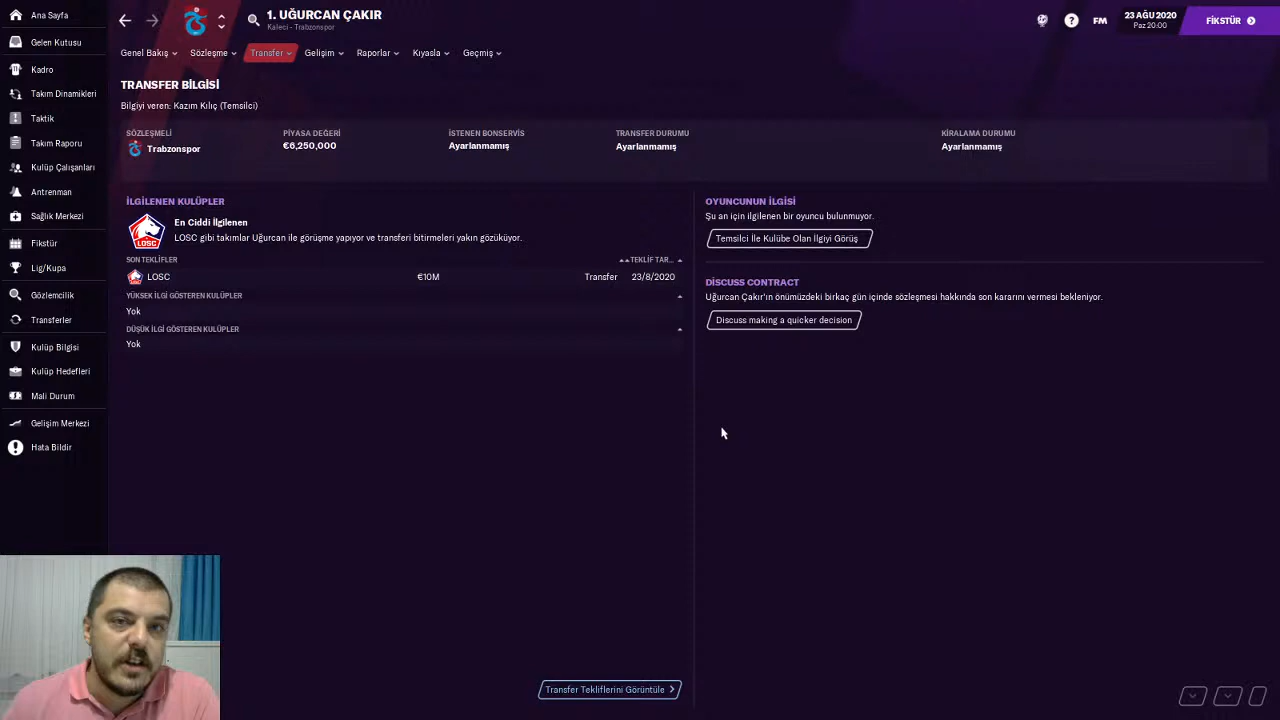 Ana Sayfa
Gelen Kutusu
Kadro
Takım Dinamikleri
Taktik
Takım Raporu
Kulüp Çalışanları
Antrenman
Sağlık Merkezi
Fikstür
Lig/Kupa
Gözlemcilik
Transferler
Kulüp Bilgisi
Kulüp Hedefleri
Mali Durum
Gelişim Merkezi
Hata Bildir
1. UĞURCAN ÇAKIR
Kaleci - Trabzonspor
? FM 23 AĞU 2020
Paz 20:00
FİKSTÜR
Genel Bakış Sözleşme Transfer Gelişim Raporlar Kıyasla Geçmiş
TRANSFER BİLGİSİ
Bilgiyi veren: Kazım Kılıç (Temsilci)
SÖZLEŞMELİ PİYASA DEĞERİ İSTENEN BONSERVİS TRANSFER DURUMU KİRALAMA DURUMU
Trabzonspor €6,250,000 Ayarlanmamış Ayarlanmamış Ayarlanmamış
İLGİLENEN KULÜPLER
LOSC
En Ciddi İlgilenen
LOSC gibi takımlar Uğurcan ile görüşme yapıyor ve transferi bitirmeleri yakın gözüküyor.
SON TEKLİFLER TEKLİF TAR...
LOSC €10M Transfer 23/8/2020
YÜKSEK İLGİ GÖSTEREN KULÜPLER
Yok
DÜŞÜK İLGİ GÖSTEREN KULÜPLER
Yok
Transfer Tekliflerini Görüntüle
OYUNCUNUN İLGİSİ
Şu an için ilgilenen bir oyuncu bulunmuyor.
Temsilci İle Kulübe Olan İlgiyi Görüş
DISCUSS CONTRACT
Uğurcan Çakır'ın önümüzdeki birkaç gün içinde sözleşmesi hakkında son kararını vermesi bekleniyor.
Discuss making a quicker decision